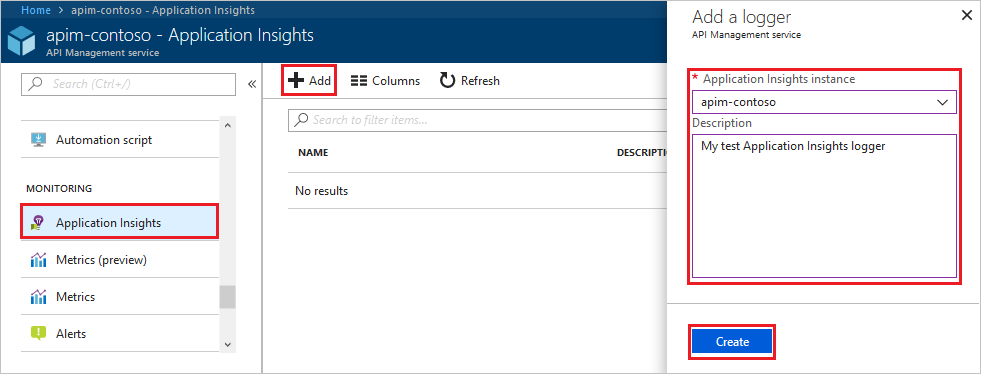 Home > apim-contoso - Application Insights
apim-contoso - Application Insights
API Management service
Search (Ctrl+/)
Automation script
MONITORING
Application Insights
Metrics (preview)
Metrics
Alerts
Add
Columns
Refresh
Search to filter items...
NAME
DESCRIPTIO
No results
Add a logger
API Management service
* Application Insights instance
apim-contoso
Description
My test Application Insights logger
Create